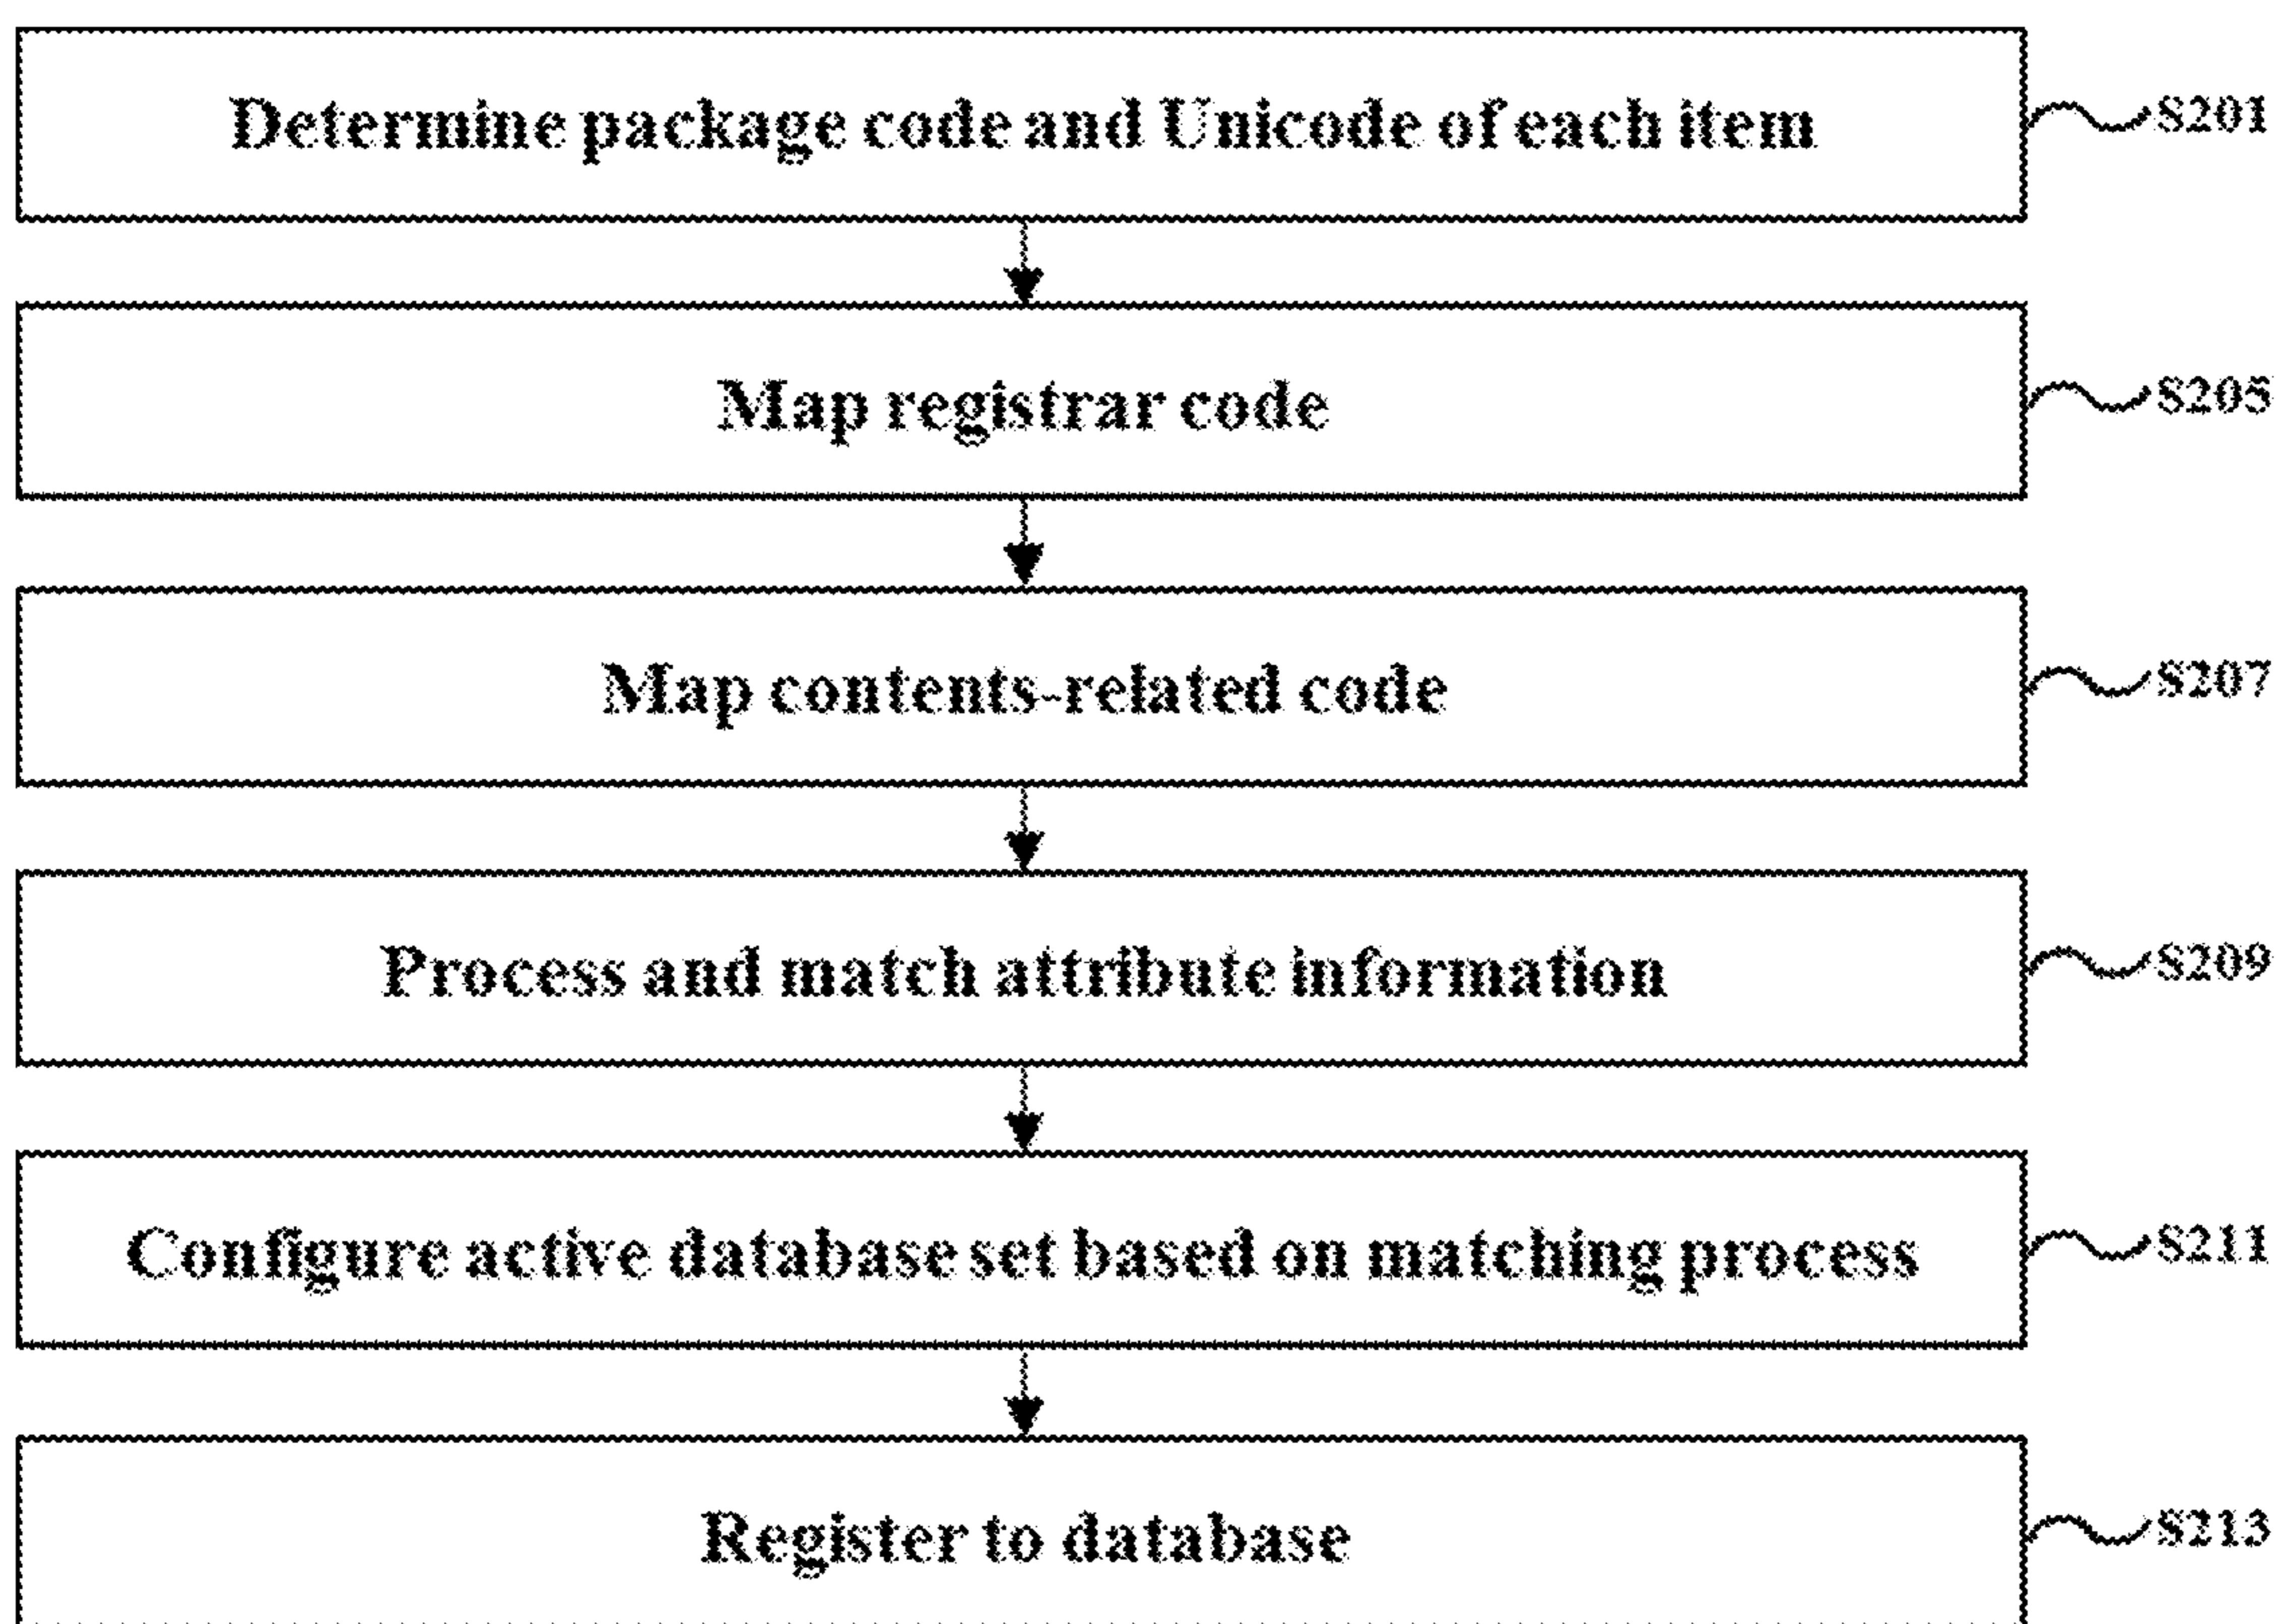 Determine package code and Unicode of each item S201
Map registrar code S205
Map contents-related code S207
Process and match attribute information S209
Configure active database set based on matching process S211
Register to database S213